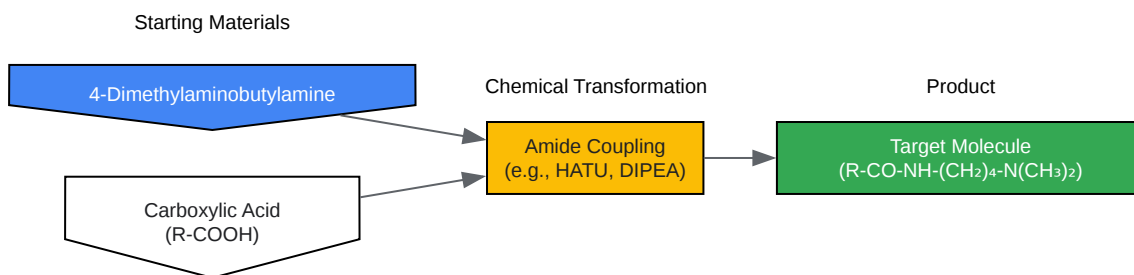 Starting Materials
4-Dimethylaminobutylamine
Carboxylic Acid
(R-COOH)
Chemical Transformation
Amide Coupling
(e.g., HATU, DIPEA)
Product
Target Molecule
(R-CO-NH-(CH₂)₄-N(CH₃)₂)